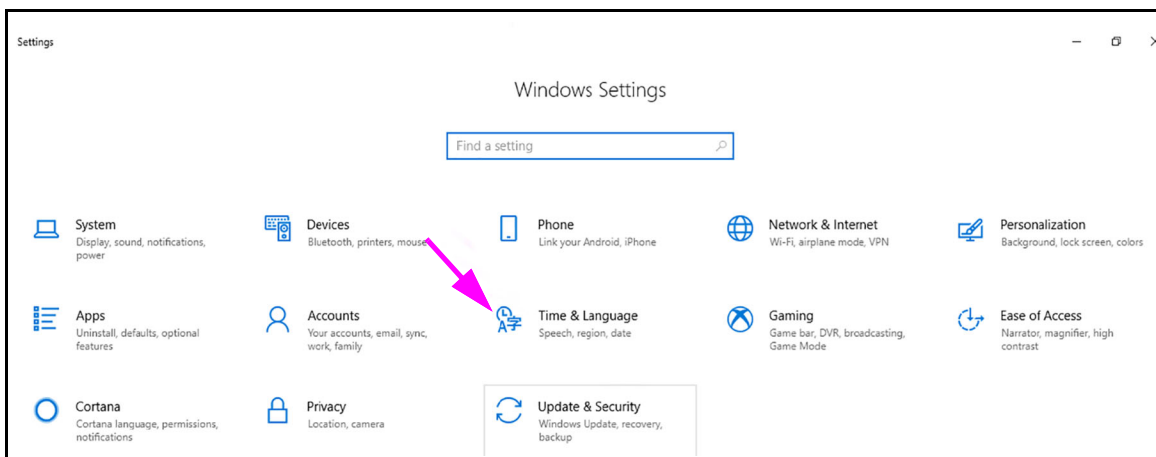 Settings
Windows Settings
Find a setting
System
Display, sound, notifications,
power
Devices
Bluetooth, printers, mouse
Phone
Link your Android, iPhone
Network & Internet
Wi-Fi, airplane mode, VPN
Personalization
Background, lock screen, colors
Apps
Uninstall, defaults, optional
features
Accounts
Your accounts, email, sync,
work, family
A字
Time & Language
Speech, region, date
Gaming
Game bar, DVR, broadcasting,
Game Mode
Ease of Access
Narrator, magnifier, high
contrast
Cortana
Cortana language, permissions,
notifications
Privacy
Location, camera
Update & Security
Windows Update, recovery,
backup